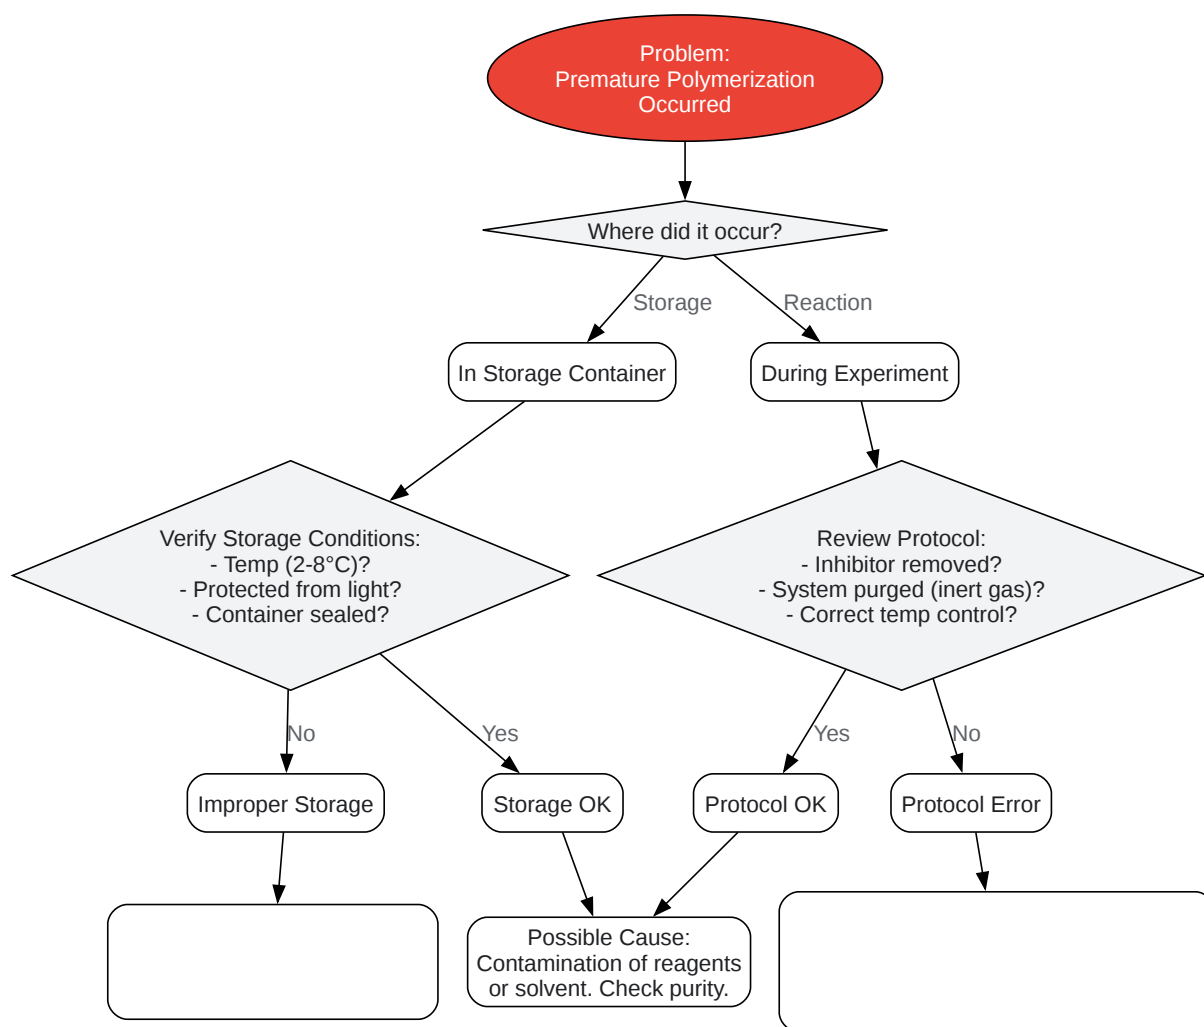 Problem:
Premature Polymerization
Occurred
Where did it occur?
Storage
Reaction
In Storage Container
During Experiment
Verify Storage Conditions:
- Temp (2-8°C)?
- Protected from light?
- Container sealed?
Review Protocol:
- Inhibitor removed?
- System purged (inert gas)?
- Correct temp control?
No
Yes
Yes
No
Improper Storage
Storage OK
Protocol OK
Protocol Error
Possible Cause:
Contamination of reagents
or solvent. Check purity.